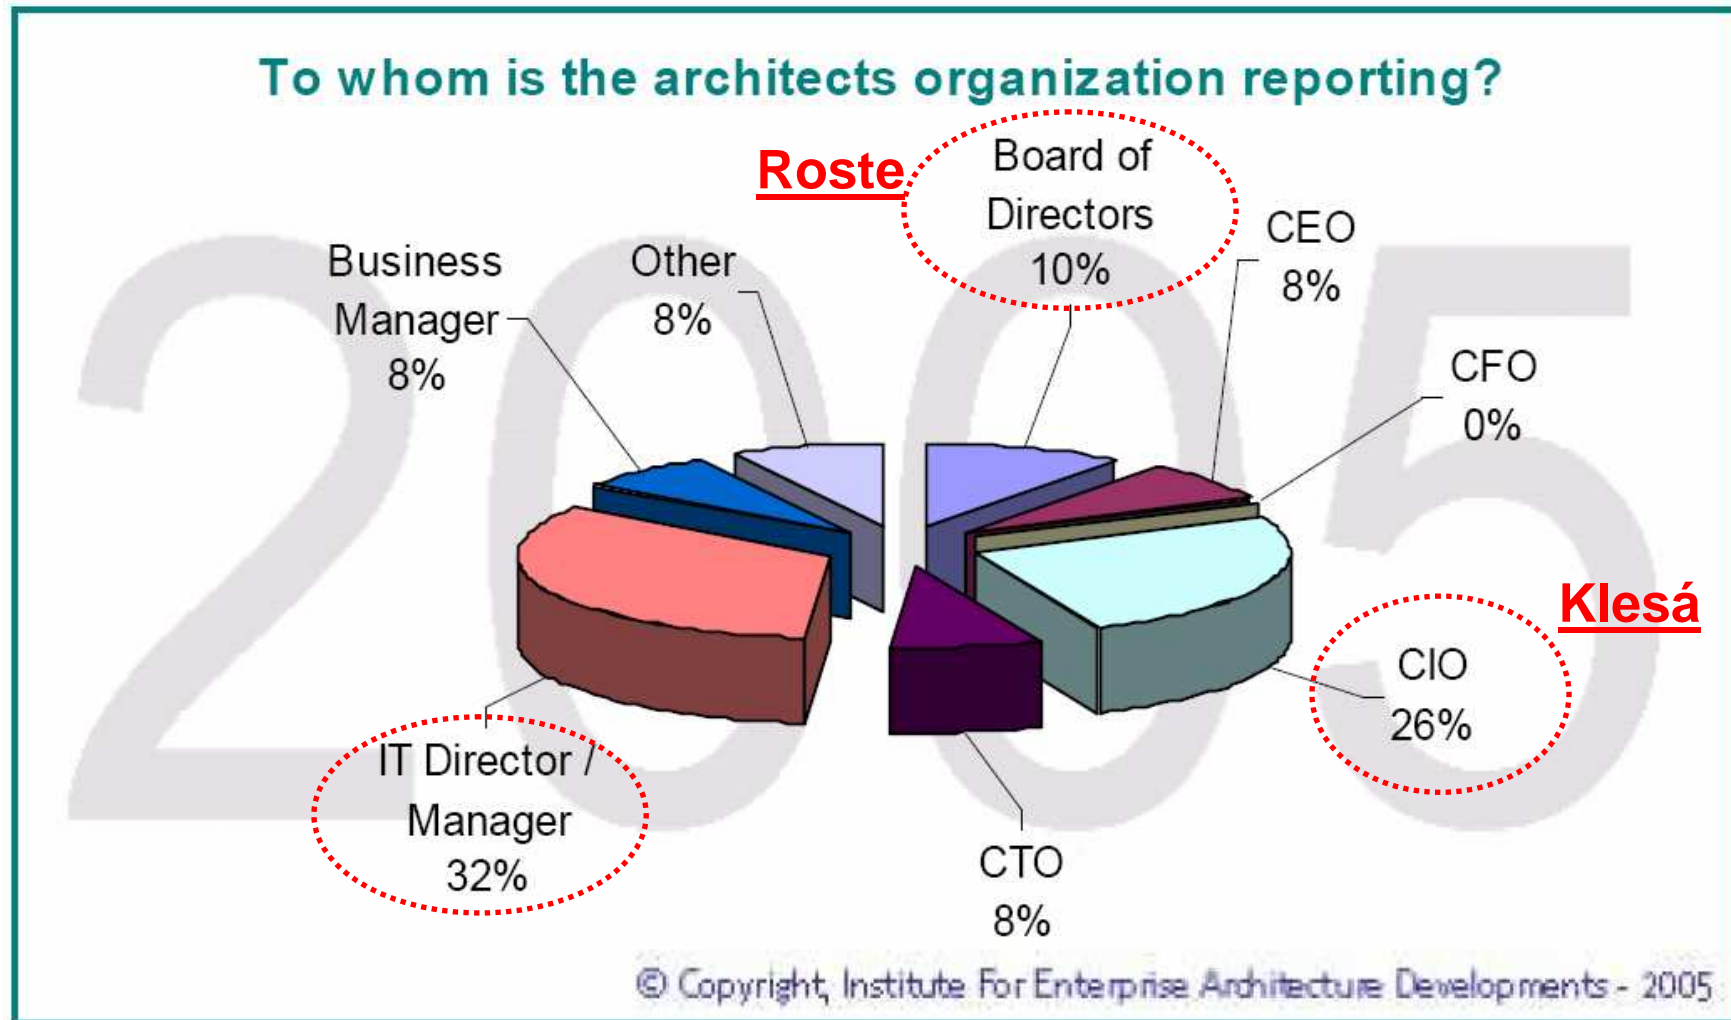 To whom is the architects organization reporting?
Roste
Board of
Directors
10%
CEO
8%
Business
Manager
8%
Other
8%
CFO
0%
Klesá
CIO
26%
IT Director /
Manager
32%
CTO
8%
2005
© Copyright, Institute For Enterprise Architecture Developments - 2005